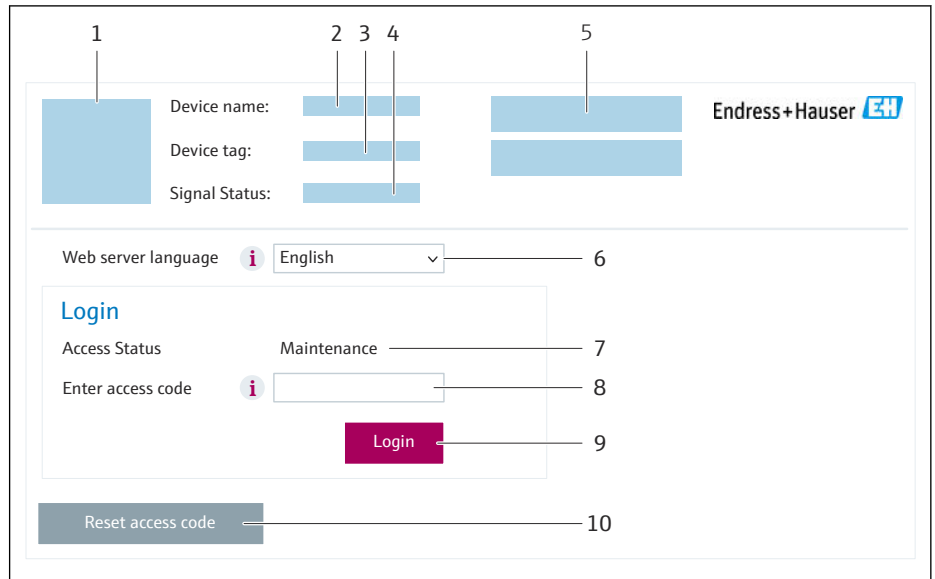 1 2 3 4 5
Device name:
Endress+Hauser EH
Device tag:
Signal Status:
Web server language i English 6
Login
Access Status Maintenance 7
Enter access code i 8
Login 9
Reset access code 10